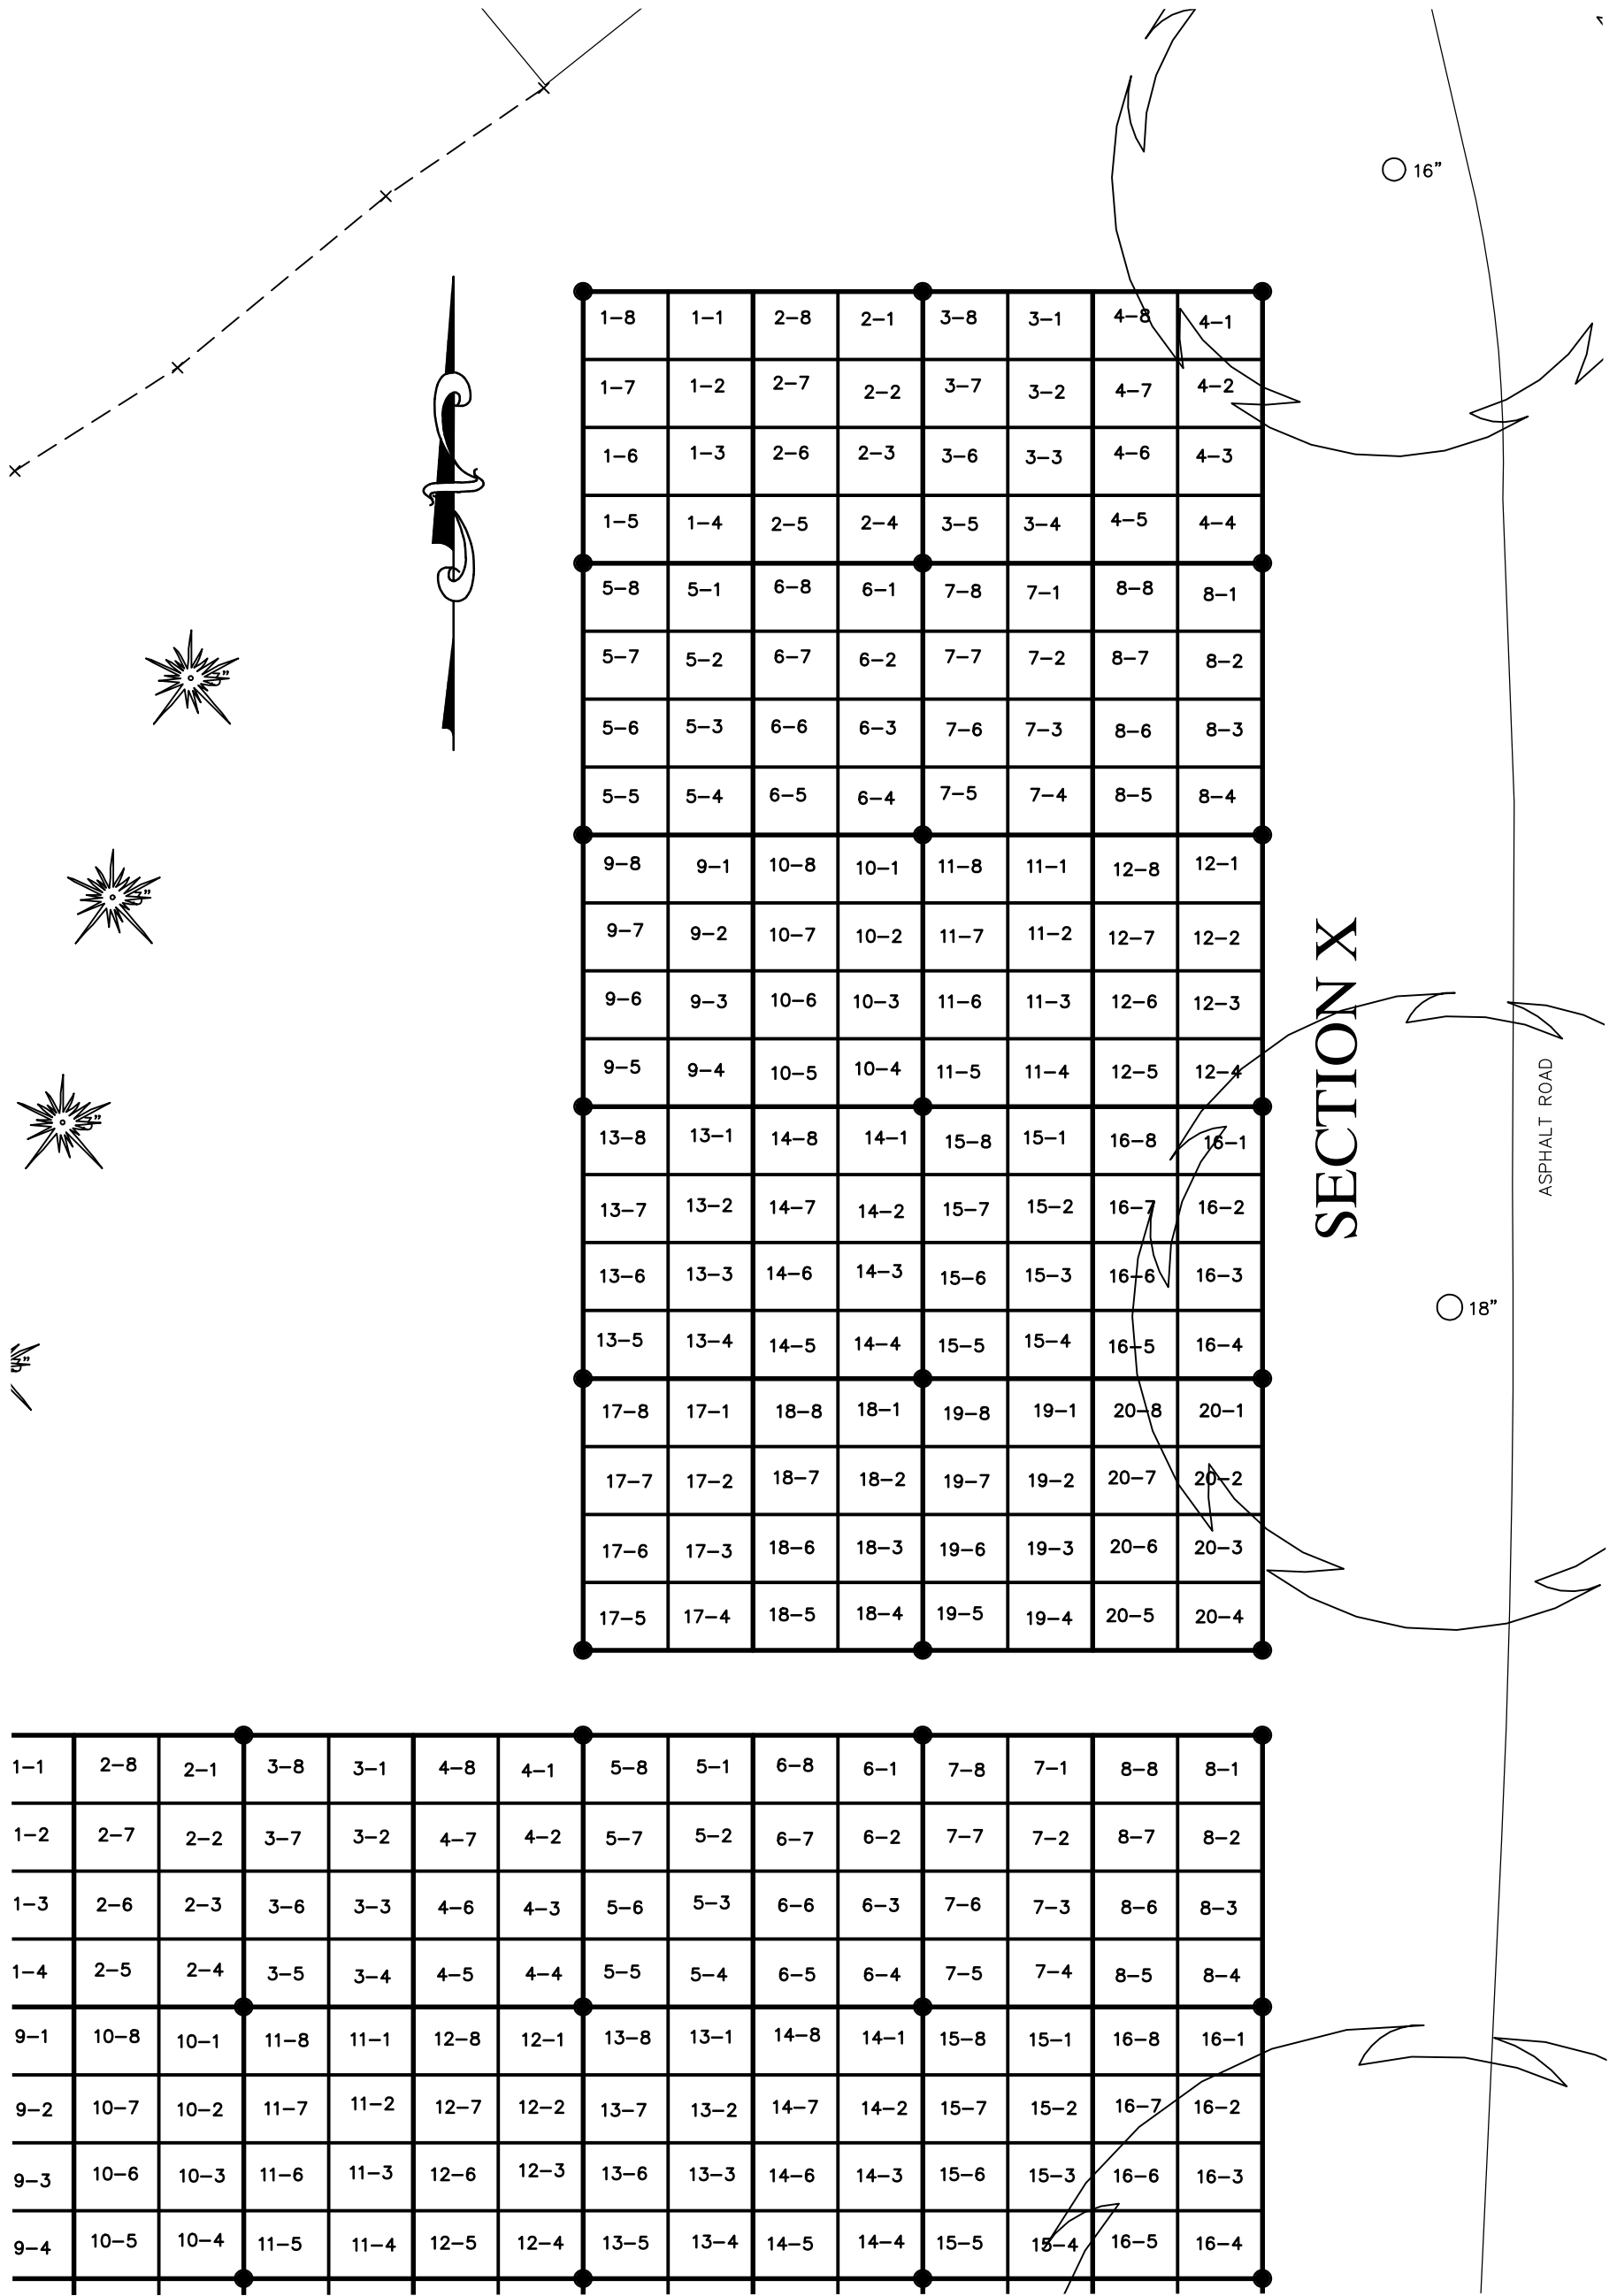 16"
1-8 1-1 2-8 2-1 3-8 3-1 4-8 4-1
1-7 1-2 2-7 2-2 3-7 3-2 4-7 4-2
1-6 1-3 2-6 2-3 3-6 3-3 4-6 4-3
1-5 1-4 2-5 2-4 3-5 3-4 4-5 4-4
5-8 5-1 6-8 6-1 7-8 7-1 8-8 8-1
5-7 5-2 6-7 6-2 7-7 7-2 8-7 8-2
3"
5-6 5-3 6-6 6-3 7-6 7-3 8-6 8-3
5-5 5-4 6-5 6-4 7-5 7-4 8-5 8-4
9-8 9-1 10-8 10-1 11-8 11-1 12-8 12-1
3"
9-7 9-2 10-7 10-2 11-7 11-2 12-7 12-2
9-6 9-3 10-6 10-3 11-6 11-3 12-6 12-3
9-5 9-4 10-5 10-4 11-5 11-4 12-5 12-4
SECTION X
ASPHALT ROAD
3"
13-8 13-1 14-8 14-1 15-8 15-1 16-8 16-1
13-7 13-2 14-7 14-2 15-7 15-2 16-7 16-2
13-6 13-3 14-6 14-3 15-6 15-3 16-6 16-3
18"
13-5 13-4 14-5 14-4 15-5 15-4 16-5 16-4
3"
17-8 17-1 18-8 18-1 19-8 19-1 20-8 20-1
17-7 17-2 18-7 18-2 19-7 19-2 20-7 20-2
17-6 17-3 18-6 18-3 19-6 19-3 20-6 20-3
17-5 17-4 18-5 18-4 19-5 19-4 20-5 20-4
1-1 2-8 2-1 3-8 3-1 4-8 4-1 5-8 5-1 6-8 6-1 7-8 7-1 8-8 8-1
1-2 2-7 2-2 3-7 3-2 4-7 4-2 5-7 5-2 6-7 6-2 7-7 7-2 8-7 8-2
1-3 2-6 2-3 3-6 3-3 4-6 4-3 5-6 5-3 6-6 6-3 7-6 7-3 8-6 8-3
1-4 2-5 2-4 3-5 3-4 4-5 4-4 5-5 5-4 6-5 6-4 7-5 7-4 8-5 8-4
9-1 10-8 10-1 11-8 11-1 12-8 12-1 13-8 13-1 14-8 14-1 15-8 15-1 16-8 16-1
9-2 10-7 10-2 11-7 11-2 12-7 12-2 13-7 13-2 14-7 14-2 15-7 15-2 16-7 16-2
9-3 10-6 10-3 11-6 11-3 12-6 12-3 13-6 13-3 14-6 14-3 15-6 15-3 16-6 16-3
9-4 10-5 10-4 11-5 11-4 12-5 12-4 13-5 13-4 14-5 14-4 15-5 15-4 16-5 16-4